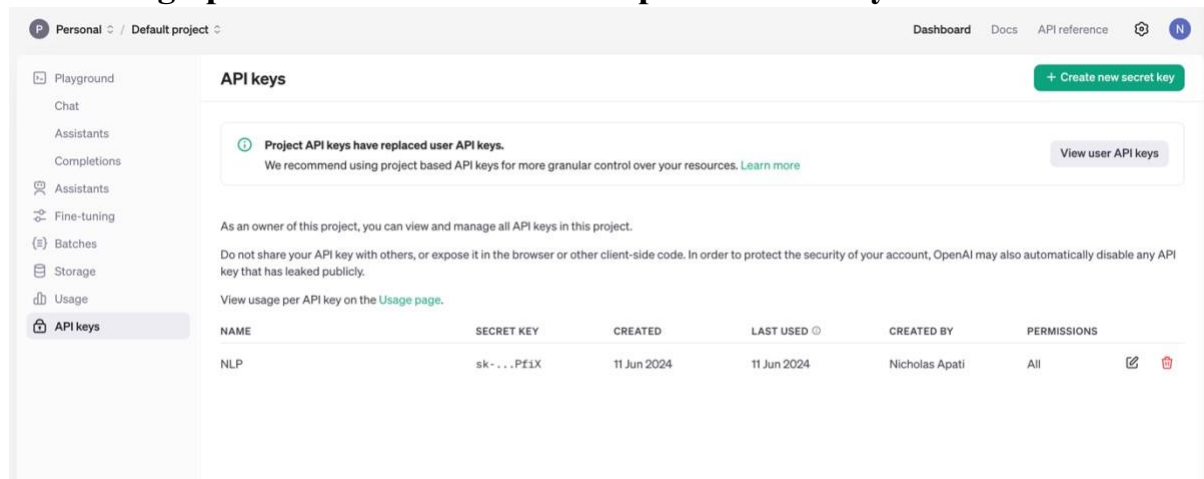 P Personal / Default project
Dashboard Docs API reference N
Playground
Chat
Assistants
Completions
Assistants
Fine-tuning
Batches
Storage
Usage
API keys
API keys
+ Create new secret key
Project API keys have replaced user API keys.
We recommend using project based API keys for more granular control over your resources. Learn more
View user API keys
As an owner of this project, you can view and manage all API keys in this project.
Do not share your API key with others, or expose it in the browser or other client-side code. In order to protect the security of your account, OpenAI may also automatically disable any API
key that has leaked publicly.
View usage per API key on the Usage page.
NAME SECRET KEY CREATED LAST USED CREATED BY PERMISSIONS
NLP sk-...PfiX 11 Jun 2024 11 Jun 2024 Nicholas Apati All